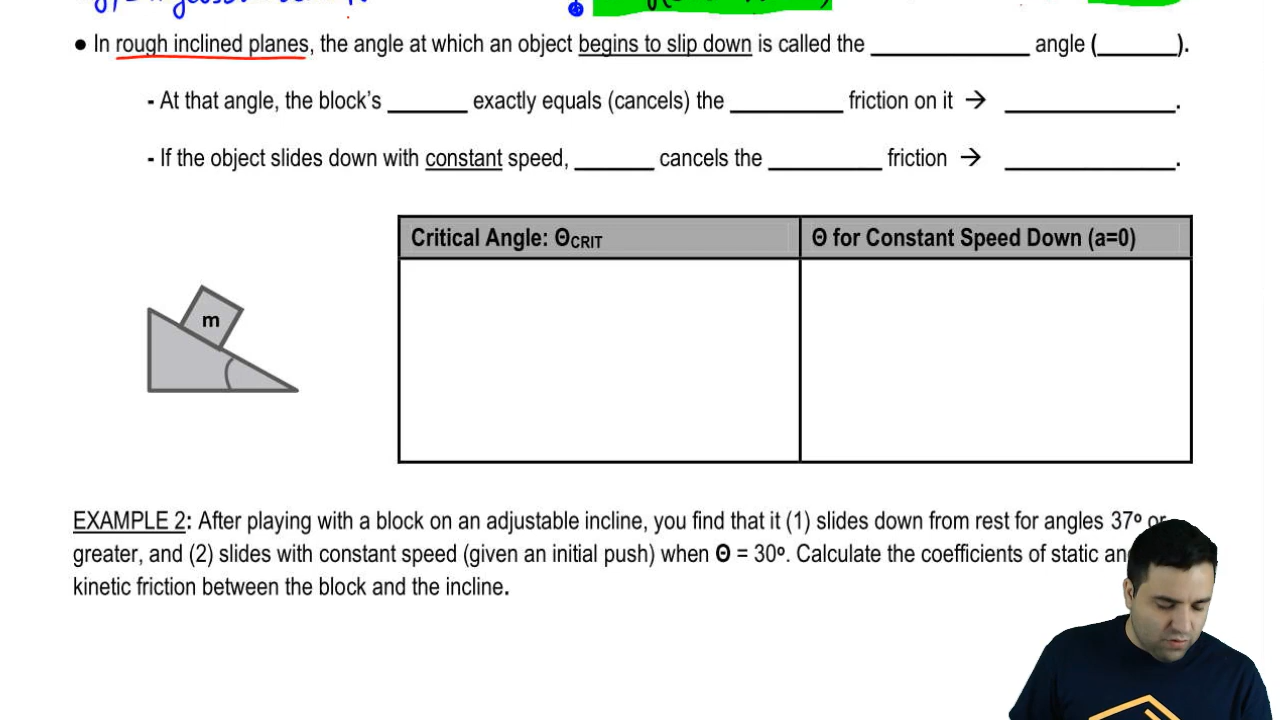 ● In rough inclined planes, the angle at which an object begins to slip down is called the _____________ angle (______).
- At that angle, the block's ______ exactly equals (cancels) the _________ friction on it → ______________.
- If the object slides down with constant speed, ______ cancels the _________ friction → ______________.
Critical Angle: ΘCRIT
Θ for Constant Speed Down (a=0)
m
EXAMPLE 2: After playing with a block on an adjustable incline, you find that it (1) slides down from rest for angles 37º or
greater, and (2) slides with constant speed (given an initial push) when Θ = 30º. Calculate the coefficients of static
kinetic friction between the block and the incline.